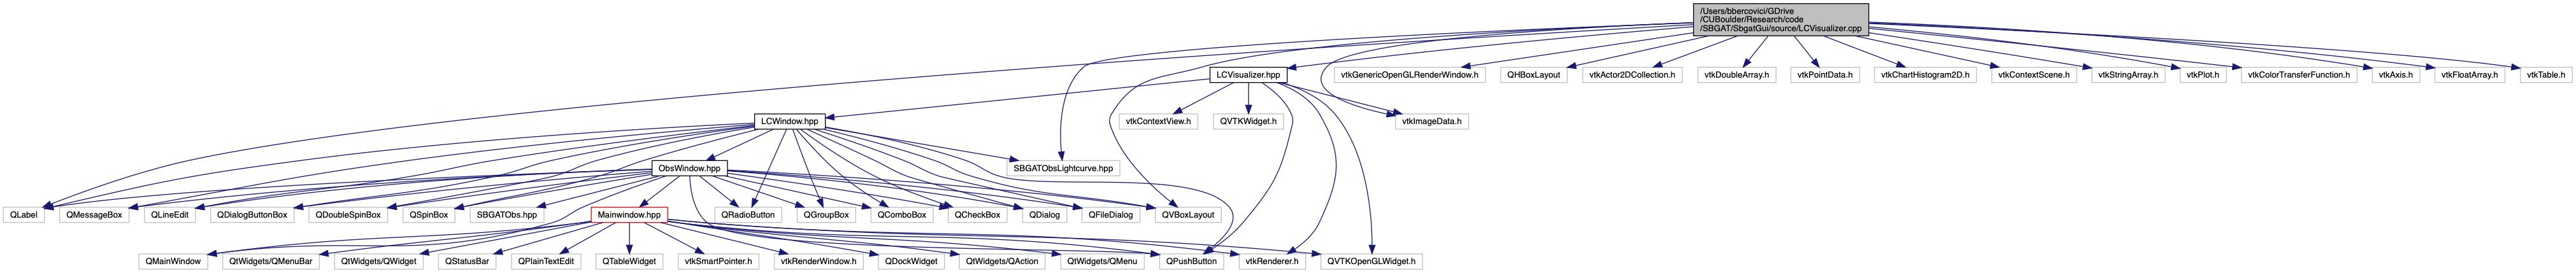 /Users/bbercovici/GDrive
/CUBoulder/Research/code
/SBGAT/SbgatGui/source/LCVisualizer.cpp
LCVisualizer.hpp
vtkGenericOpenGLRenderWindow.h
QHBoxLayout
vtkActor2DCollection.h
vtkDoubleArray.h
vtkPointData.h
vtkChartHistogram2D.h
vtkContextScene.h
vtkStringArray.h
vtkPlot.h
vtkColorTransferFunction.h
vtkAxis.h
vtkFloatArray.h
vtkTable.h
LCWindow.hpp
vtkContextView.h
QVTKWidget.h
vtkImageData.h
ObsWindow.hpp
SBGATObsLightcurve.hpp
QLabel
QMessageBox
QLineEdit
QDialogButtonBox
QDoubleSpinBox
QSpinBox
SBGATObs.hpp
Mainwindow.hpp
QRadioButton
QGroupBox
QComboBox
QCheckBox
QDialog
QFileDialog
QVBoxLayout
QMainWindow
QtWidgets/QMenuBar
QtWidgets/QWidget
QStatusBar
QPlainTextEdit
QTableWidget
vtkSmartPointer.h
vtkRenderWindow.h
QDockWidget
QtWidgets/QAction
QtWidgets/QMenu
QPushButton
vtkRenderer.h
QVTKOpenGLWidget.h